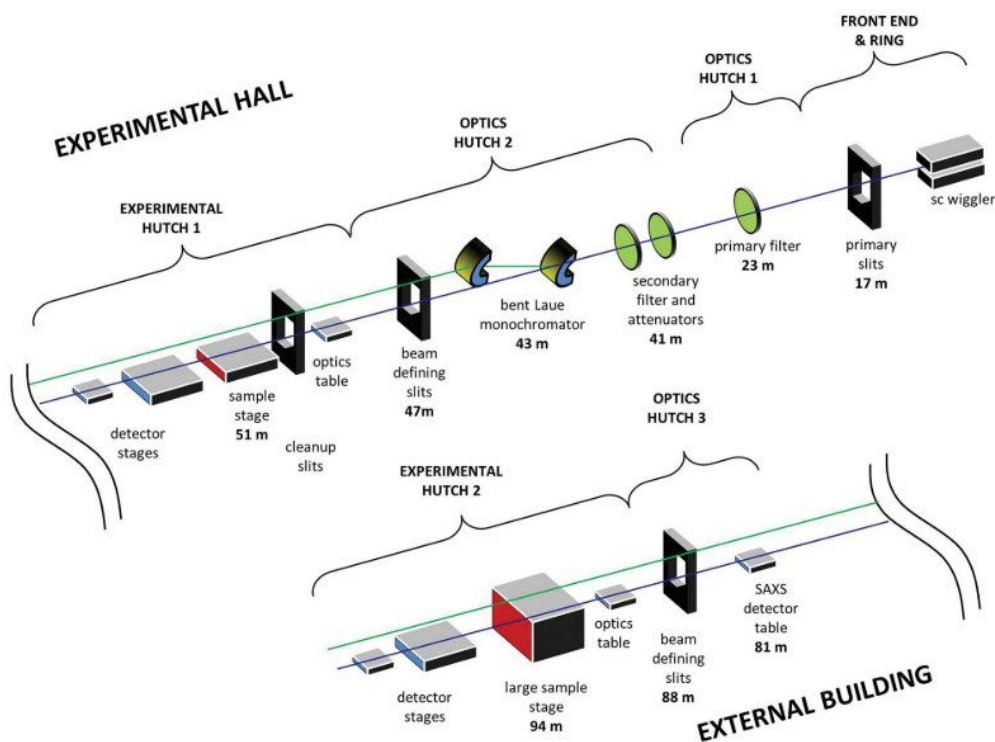 FRONT END
& RING
OPTICS
HUTCH 1
EXPERIMENTAL HALL
OPTICS
HUTCH 2
EXPERIMENTAL
HUTCH 1
sc wiggler
primary
slits
17 m
primary filter
23 m
secondary
filter and
attenuators
41 m
bent Laue
monochromator
43 m
beam
defining
slits
47m
optics
table
cleanup
slits
sample
stage
51 m
detector
stages
OPTICS
HUTCH 3
EXPERIMENTAL
HUTCH 2
SAXS
detector
table
81 m
beam
defining
slits
88 m
optics
table
large sample
stage
94 m
detector
stages
EXTERNAL BUILDING